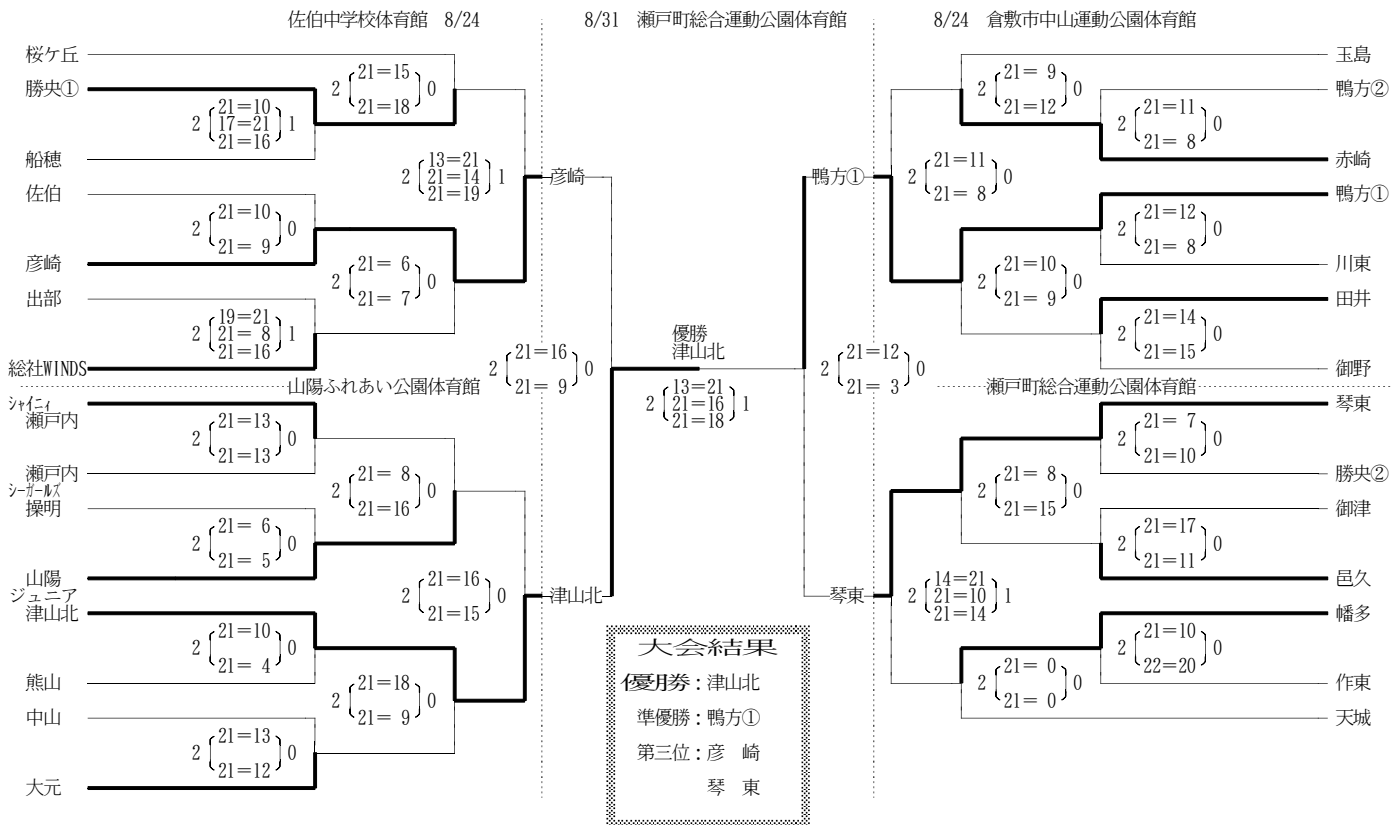 佐伯中学校体育館　8/24
8/31　瀬戸町総合運動公園体育館
8/24　倉敷市中山運動公園体育館
桜ケ丘
勝央①
船穂
佐伯
彦崎
出部
総社WINDS
2 21=15 0
21=18
2 21=10 1
17=21
21=16
2 13=21 1
21=14
21=19
2 21=10 0
21= 9
2 21= 6 0
21= 7
2 19=21 1
21= 8
21=16
彦崎
山陽ふれあい公園体育館
シャイニィ
瀬戸内
瀬戸内
シーガールズ
操明
山陽
ジュニア
津山北
熊山
中山
大元
2 21=13 0
21=13
2 21= 8 0
21=16
2 21= 6 0
21= 5
2 21=16 0
21=15
2 21=10 0
21= 4
2 21=18 0
21= 9
2 21=13 0
21=12
津山北
2 21=16 0
21= 9
優勝
津山北
2 13=21 1
21=16
21=18
2 21=12 0
21= 3
鴨方①
琴東
玉島
鴨方②
赤崎
鴨方①
川東
田井
御野
2 21= 9 0
21=12
2 21=11 0
21= 8
2 21=11 0
21= 8
2 21=12 0
21= 8
2 21=10 0
21= 9
2 21=14 0
21=15
瀬戸町総合運動公園体育館
琴東
勝央②
御津
邑久
幡多
作東
天城
2 21= 7 0
21=10
2 21= 8 0
21=15
2 21=17 0
21=11
2 14=21 1
21=10
21=14
2 21=10 0
22=20
2 21= 0 0
21= 0
大会結果
優勝：津山北
準優勝：鴨方①
第三位：彦　崎
琴　東